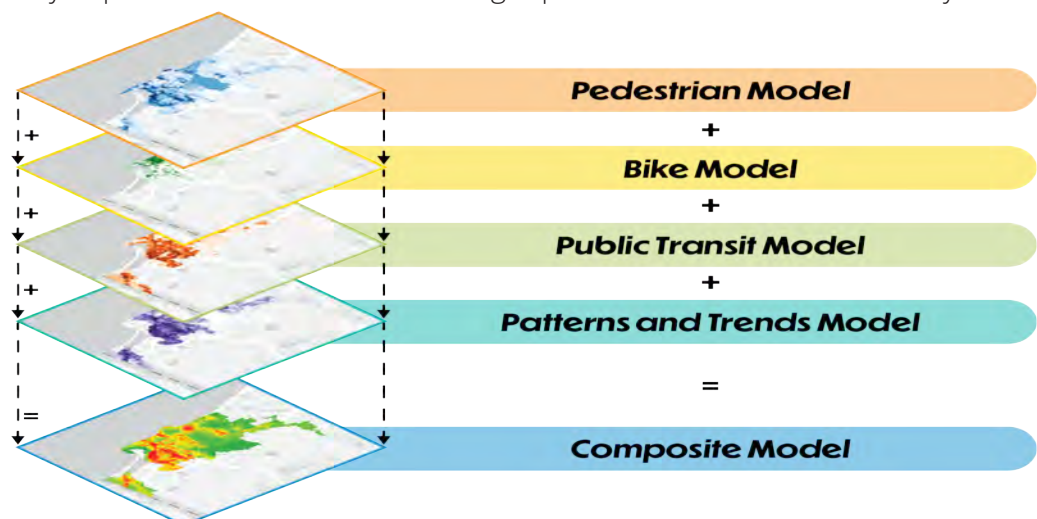 Pedestrian Model
+
+
Bike Model
+
+
Public Transit Model
+
+
Patterns and Trends Model
=
=
Composite Model